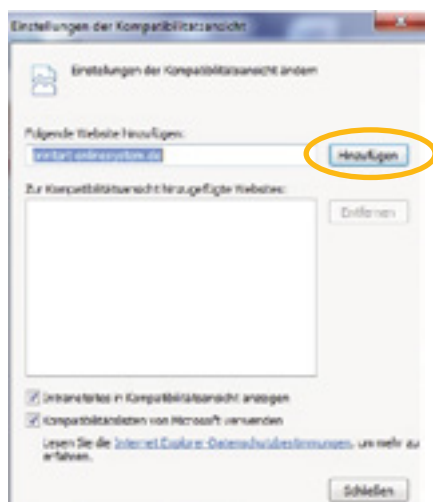 Einstellungen der Kompatibilitätsansicht
Einstellungen der Kompatibilitätsansicht ändern
Folgende Website hinzufügen:
Hinzufügen
Zur Kompatibilitätsansicht hinzugefügte Websites:
Entfernen
Intranetsites in Kompatibilitätsansicht anzeigen
Kompatibilitätslisten von Microsoft verwenden
Lesen Sie die Internet Explorer-Datenschutzbestimmungen, um mehr zu
erfahren.
Schließen